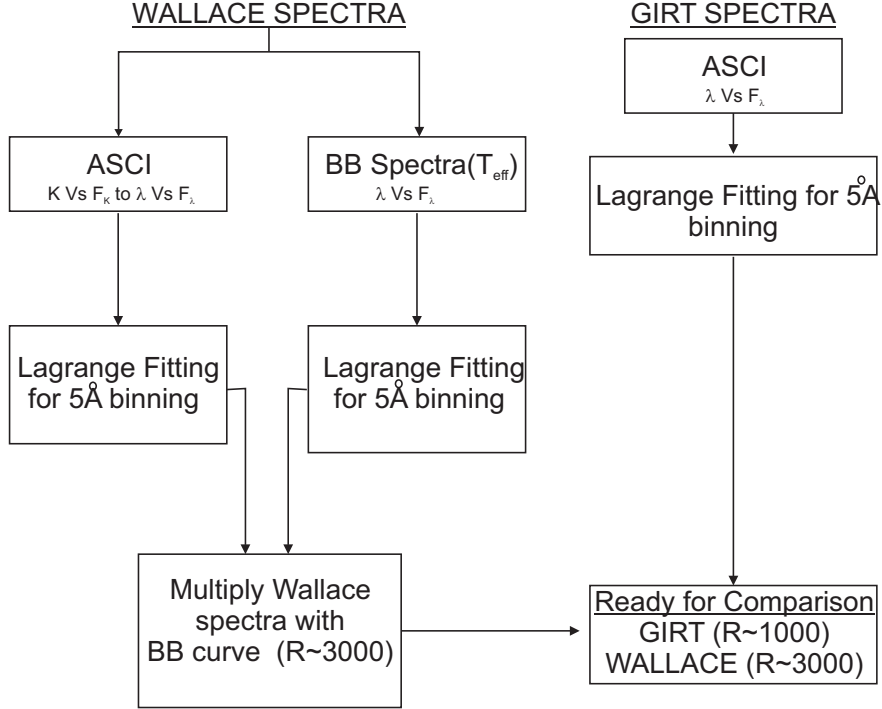 WALLACE SPECTRA
GIRT SPECTRA
ASCI
λ Vs F_λ
ASCI
K Vs F_K to λ Vs F_λ
BB Spectra(T_eff)
λ Vs F_λ
Lagrange Fitting for 5Å
binning
Lagrange Fitting
for 5Å binning
Lagrange Fitting
for 5Å binning
Multiply Wallace
spectra with
BB curve (R~3000)
Ready for Comparison
GIRT (R~1000)
WALLACE (R~3000)